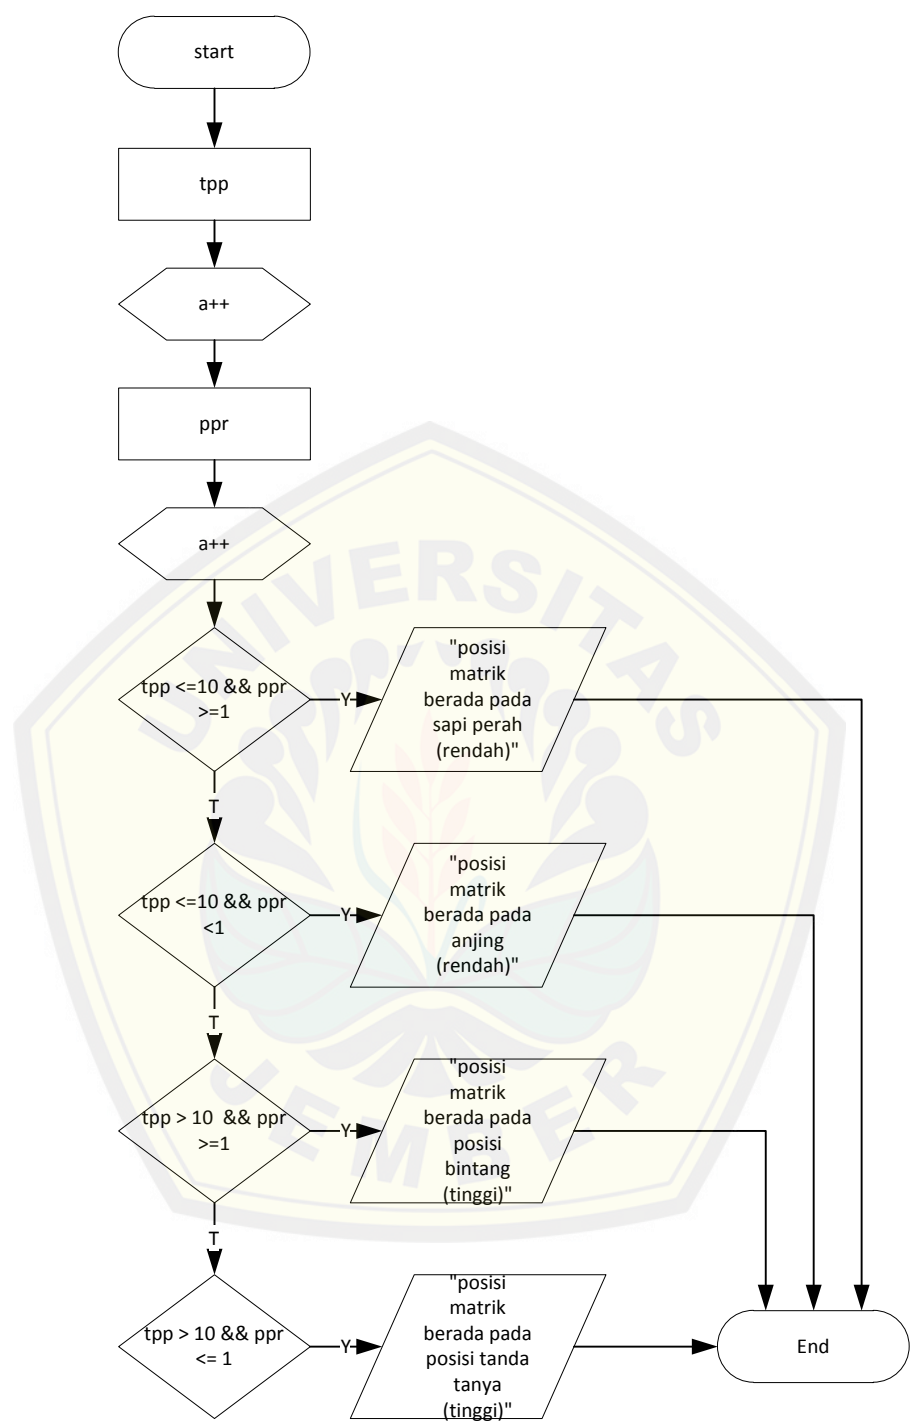 start
tpp
a++
ppr
a++
tpp <=10 && ppr
>=1
Y
"posisi
matrik
berada pada
sapi perah
(rendah)"
T
tpp <=10 && ppr
<1
Y
"posisi
matrik
berada pada
anjing
(rendah)"
T
tpp > 10  && ppr
>=1
Y
"posisi
matrik
berada pada
posisi
bintang
(tinggi)"
T
tpp > 10 && ppr
<= 1
Y
"posisi
matrik
berada pada
posisi tanda
tanya
(tinggi)"
End
UNIVERSITAS
JEMBER